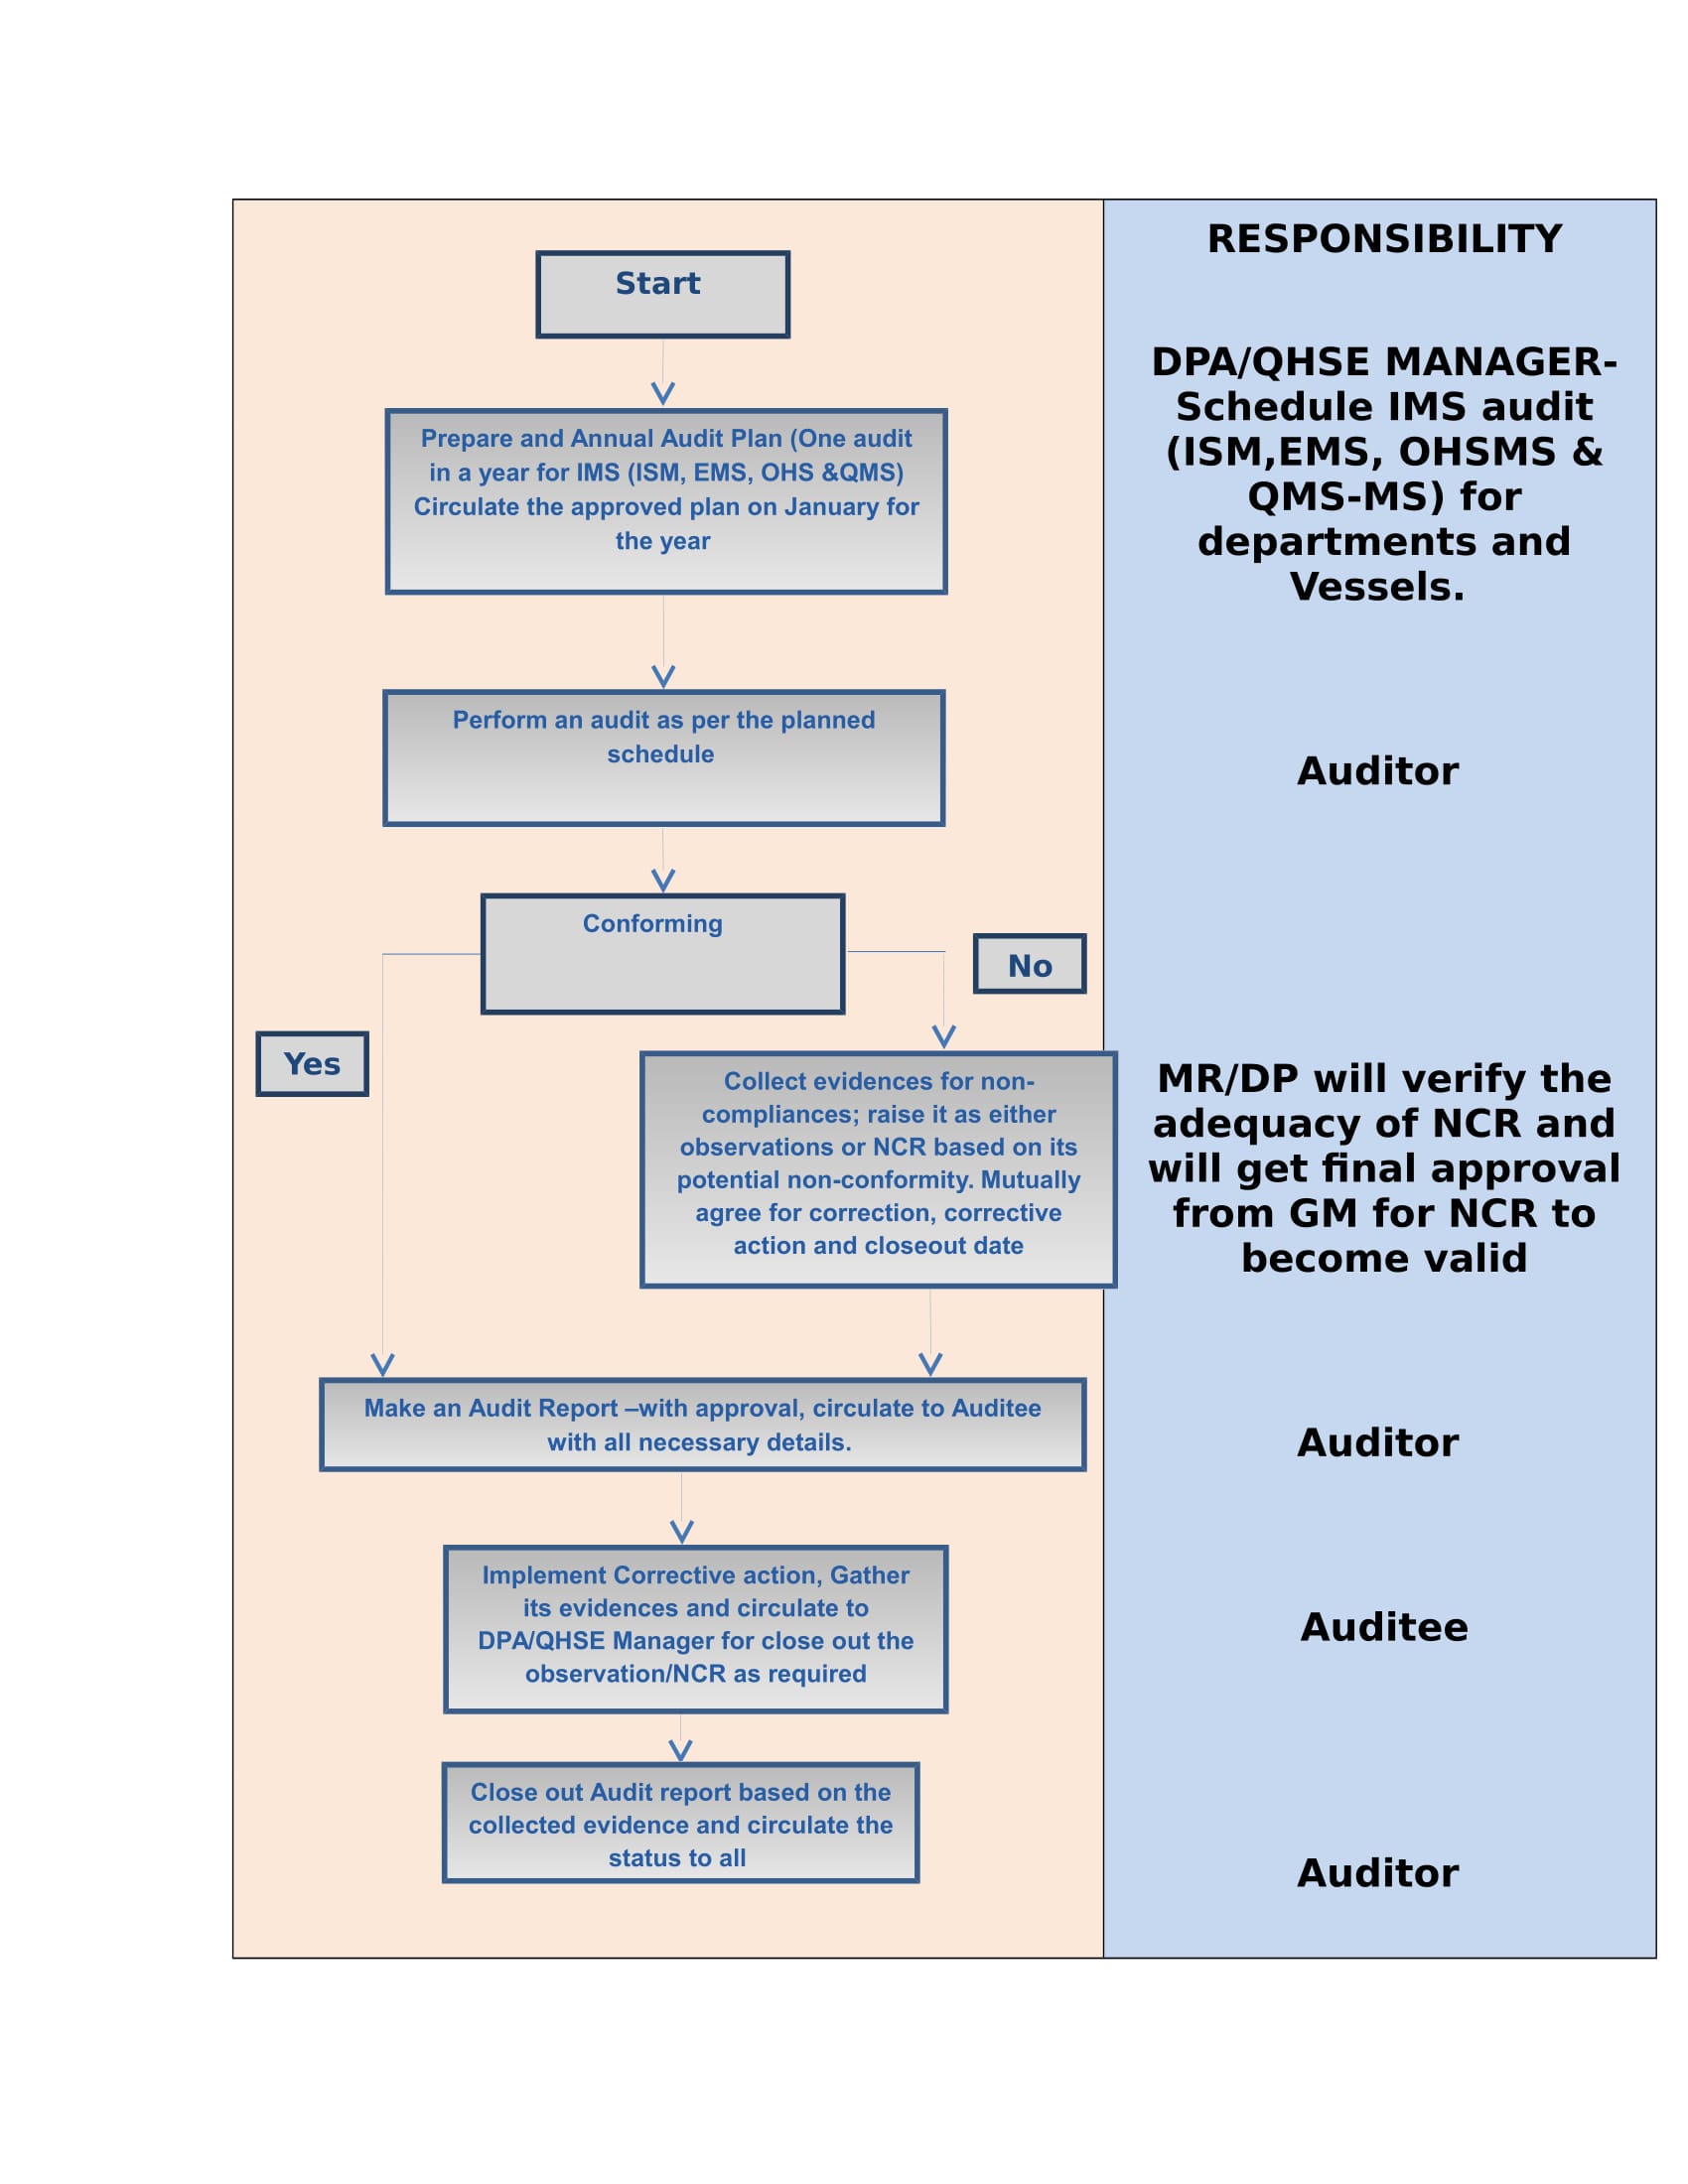 RESPONSIBILITY
Start
DPA/QHSE MANAGER-
Schedule IMS audit
(ISM,EMS, OHSMS &
QMS-MS) for
departments and
Vessels.
Prepare and Annual Audit Plan (One audit
in a year for IMS (ISM, EMS, OHS &QMS)
Circulate the approved plan on January for
the year
Perform an audit as per the planned
schedule
Auditor
Conforming
No
Yes
Collect evidences for non-
compliances; raise it as either
observations or NCR based on its
potential non-conformity. Mutually
agree for correction, corrective
action and closeout date
MR/DP will verify the
adequacy of NCR and
will get final approval
from GM for NCR to
become valid
Make an Audit Report –with approval, circulate to Auditee
with all necessary details.
Auditor
Implement Corrective action, Gather
its evidences and circulate to
DPA/QHSE Manager for close out the
observation/NCR as required
Auditee
Close out Audit report based on the
collected evidence and circulate the
status to all
Auditor